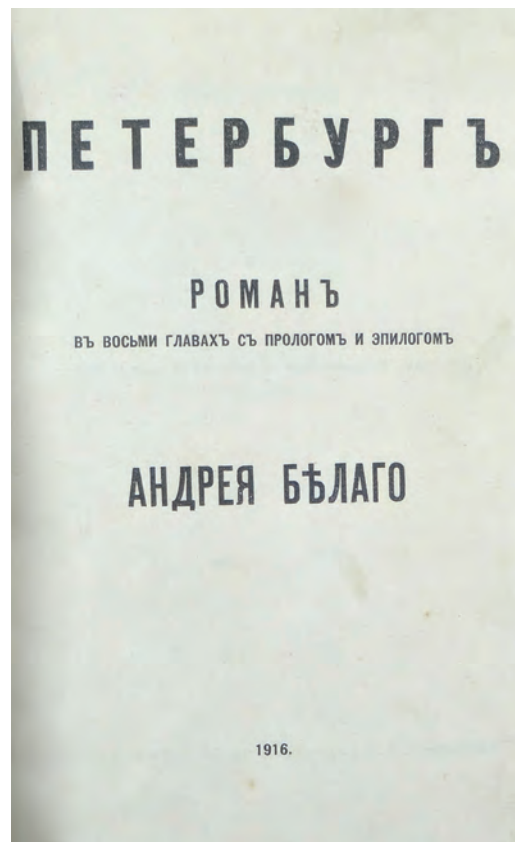 ПЕТЕРБУРГЪ
РОМАНЪ
ВЪ ВОСЬМИ ГЛАВАХЪ СЪ ПРОЛОГОМЪ И ЭПИЛОГОМЪ
АНДРЕЯ БѢЛАГО
1916.